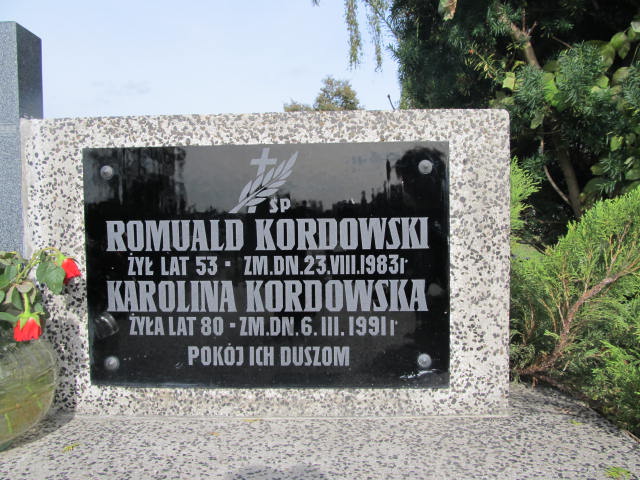 ŚP
ROMUALD KORDOWSKI
ŻYŁ LAT 53 - ZM.DN. 23.VIII.1983r
KAROLINA KORDOWSKA
ŻYŁA LAT 80 - ZM.DN. 6.III.1991r
POKÓJ ICH DUSZOM